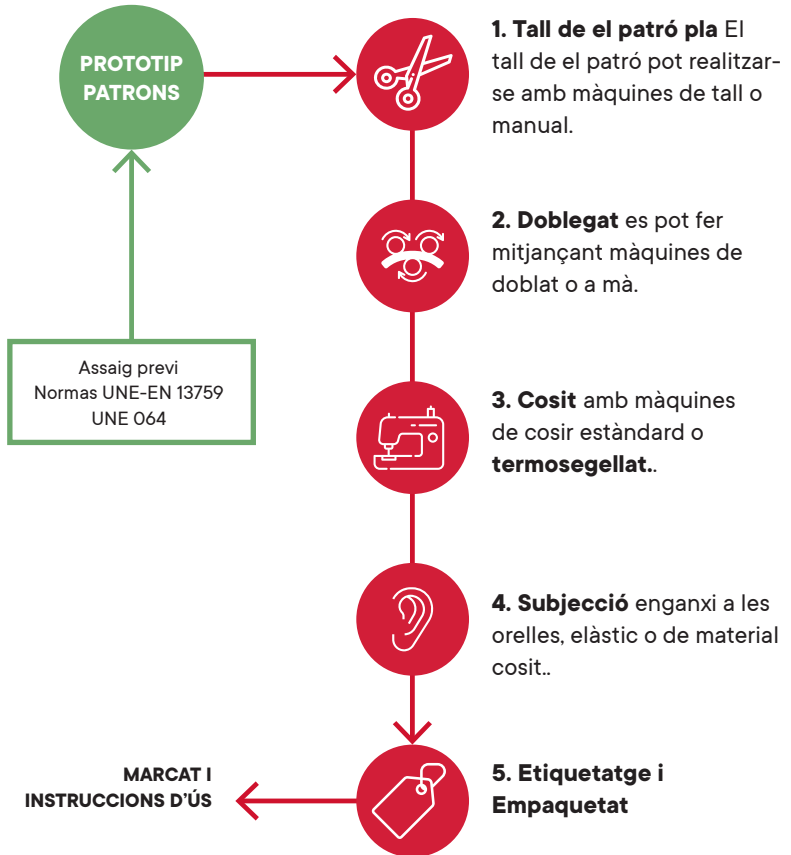 PROTOTIP
PATRONS
1. Tall de el patró pla El
tall de el patró pot realitzar-
se amb màquines de tall o
manual.
2. Doblegat es pot fer
mitjançant màquines de
doblat o a mà.
Assaig previ
Normas UNE-EN 13759
UNE 064
3. Cosit amb màquines
de cosir estàndard o
termosegellat..
4. Subjecció enganxi a les
orelles, elàstic o de material
cosit..
MARCAT I
INSTRUCCIONS D'ÚS
5. Etiquetatge i
Empaquetat